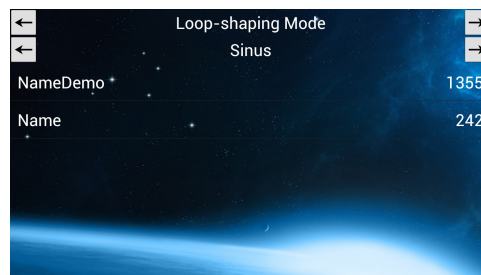 ← Loop-shaping Mode →
← Sinus →
NameDemo 1355
Name 242